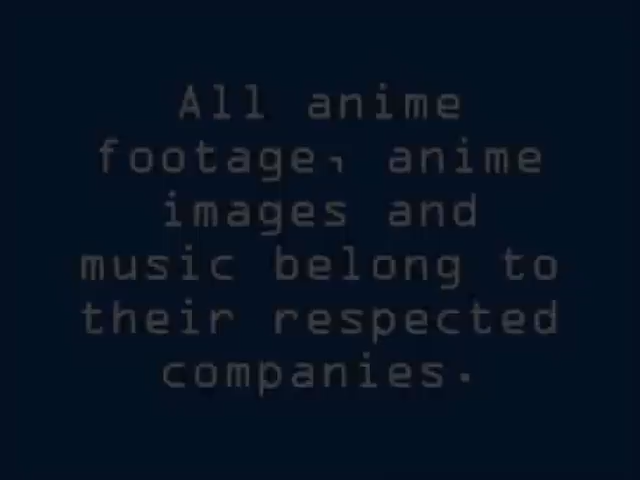 All anime
footage, anime
images and
music belong to
their respected
companies.